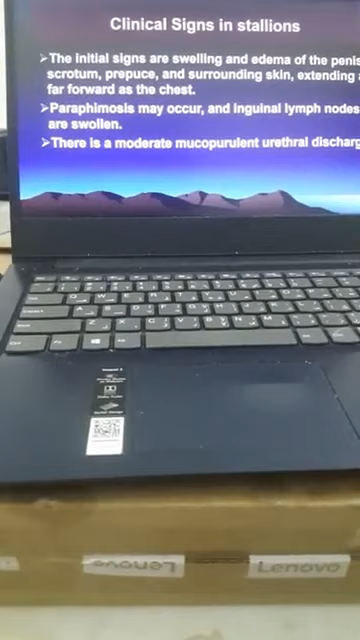 Clinical Signs in stallions
➢The initial signs are swelling and edema of the penis
scrotum, prepuce, and surrounding skin, extending
far forward as the chest.
➢Paraphimosis may occur, and inguinal lymph nodes
are swollen.
➢There is a moderate mucopurulent urethral discharg
Lenovo
Lenovo